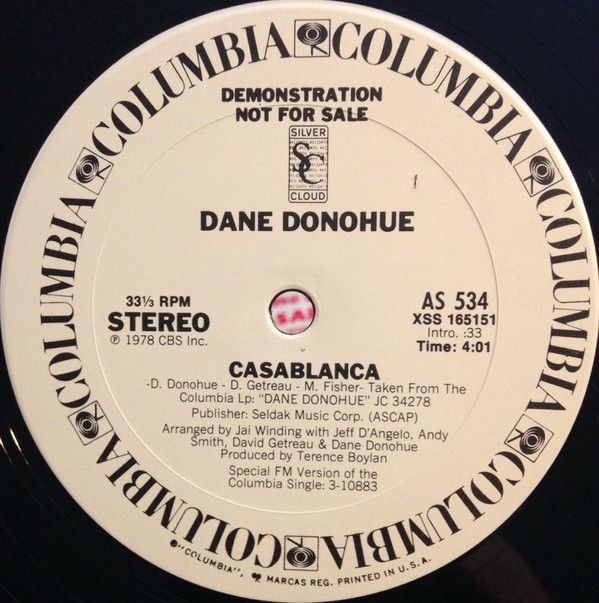 COLUMBIA COLUMBIA COLUMBIA COLUMBIA COLUMBIA COLUMBIA COLUMBIA COLUMBIA
DEMONSTRATION
NOT FOR SALE
SILVER
SC
CLOUD
DANE DONOHUE
33⅓ RPM
STEREO
℗ 1978 CBS Inc.
AS 534
XSS 165151
Intro. :33
Time: 4:01
CASABLANCA
-D. Donohue - D. Getreau - M. Fisher- Taken From The
Columbia Lp: "DANE DONOHUE" JC 34278
Publisher: Seldak Music Corp. (ASCAP)
Arranged by Jai Winding with Jeff D'Angelo, Andy
Smith, David Getreau & Dane Donohue
Produced by Terence Boylan
Special FM Version of the
Columbia Single: 3-10883
®"COLUMBIA", MARCAS REG. PRINTED IN U.S.A.